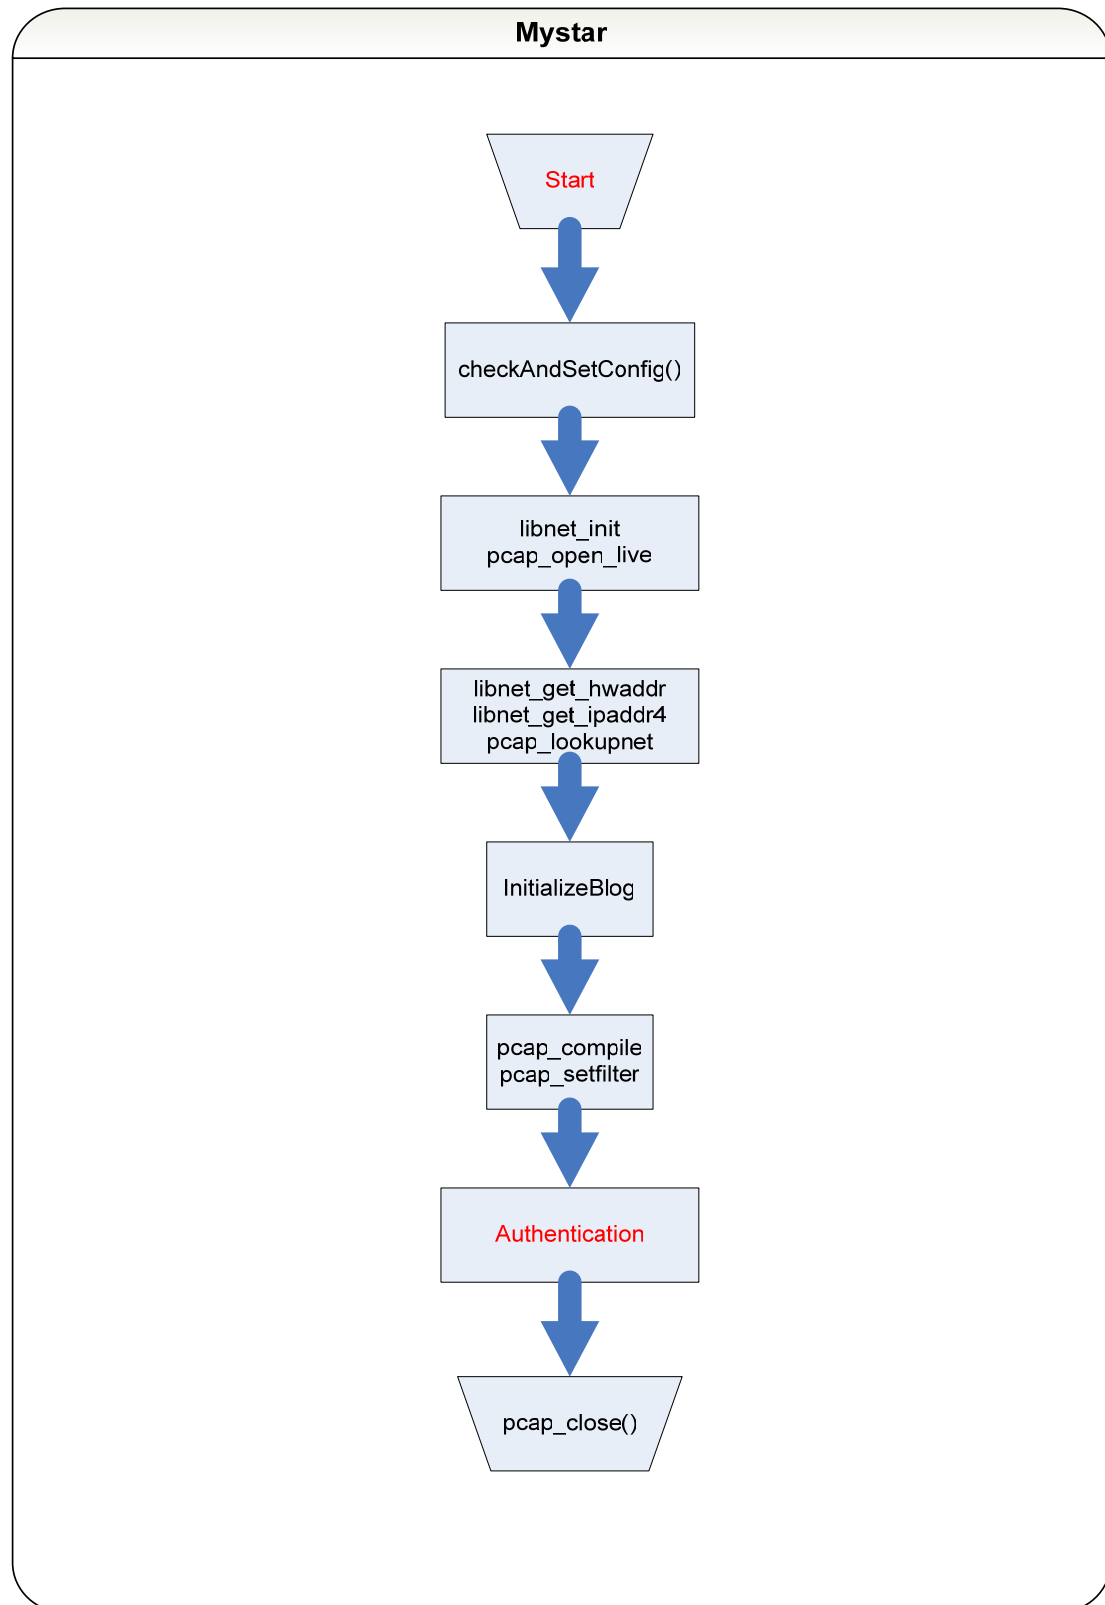 Mystar
Start
checkAndSetConfig()
libnet_init
pcap_open_live
libnet_get_hwaddr
libnet_get_ipaddr4
pcap_lookupnet
InitializeBlog
pcap_compile
pcap_setfilter
Authentication
pcap_close()